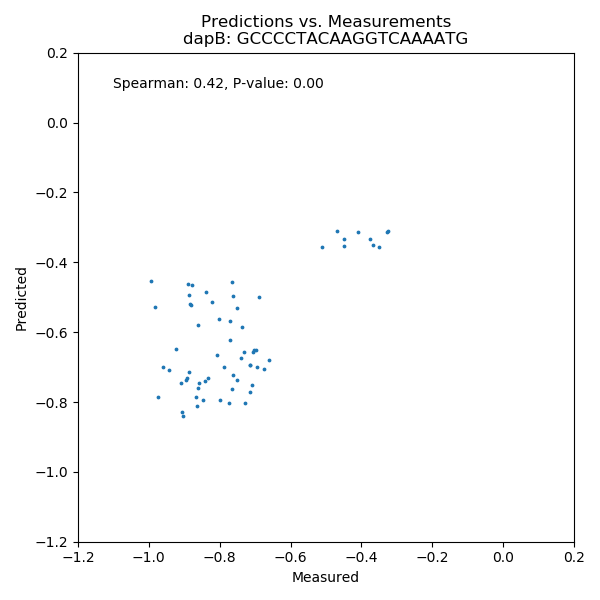 Predictions vs. Measurements
dapB: GCCCCTACAAGGTCAAAATG
Spearman: 0.42, P-value: 0.00
0.2
0.0
−0.2
−0.4
−0.6
−0.8
−1.0
−1.2
Predicted
−1.2 −1.0 −0.8 −0.6 −0.4 −0.2 0.0 0.2
Measured